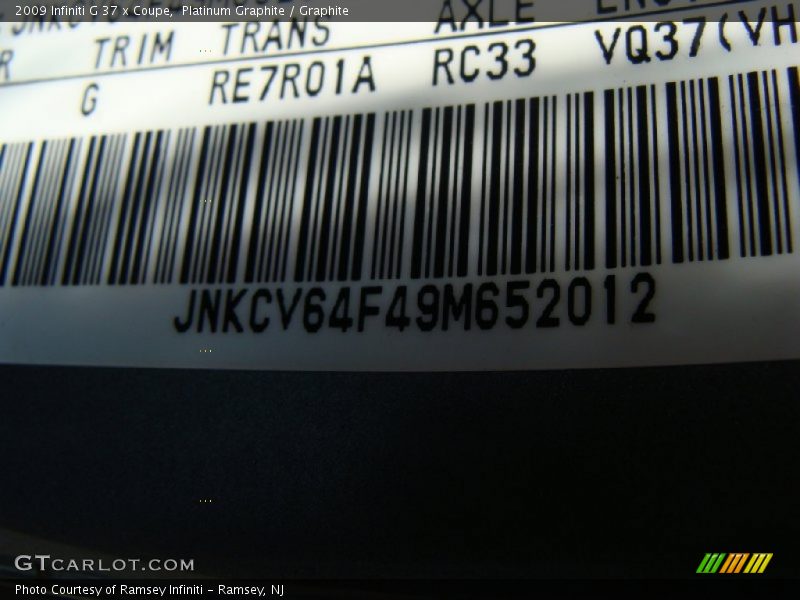 2009 Infiniti G 37 x Coupe, Platinum Graphite / Graphite
TRIM TRANS AXLE
G RE7R01A RC33 VQ37(VH
JNKCV64F49M652012
GTCARLOT.COM
Photo Courtesy of Ramsey Infiniti - Ramsey, NJ